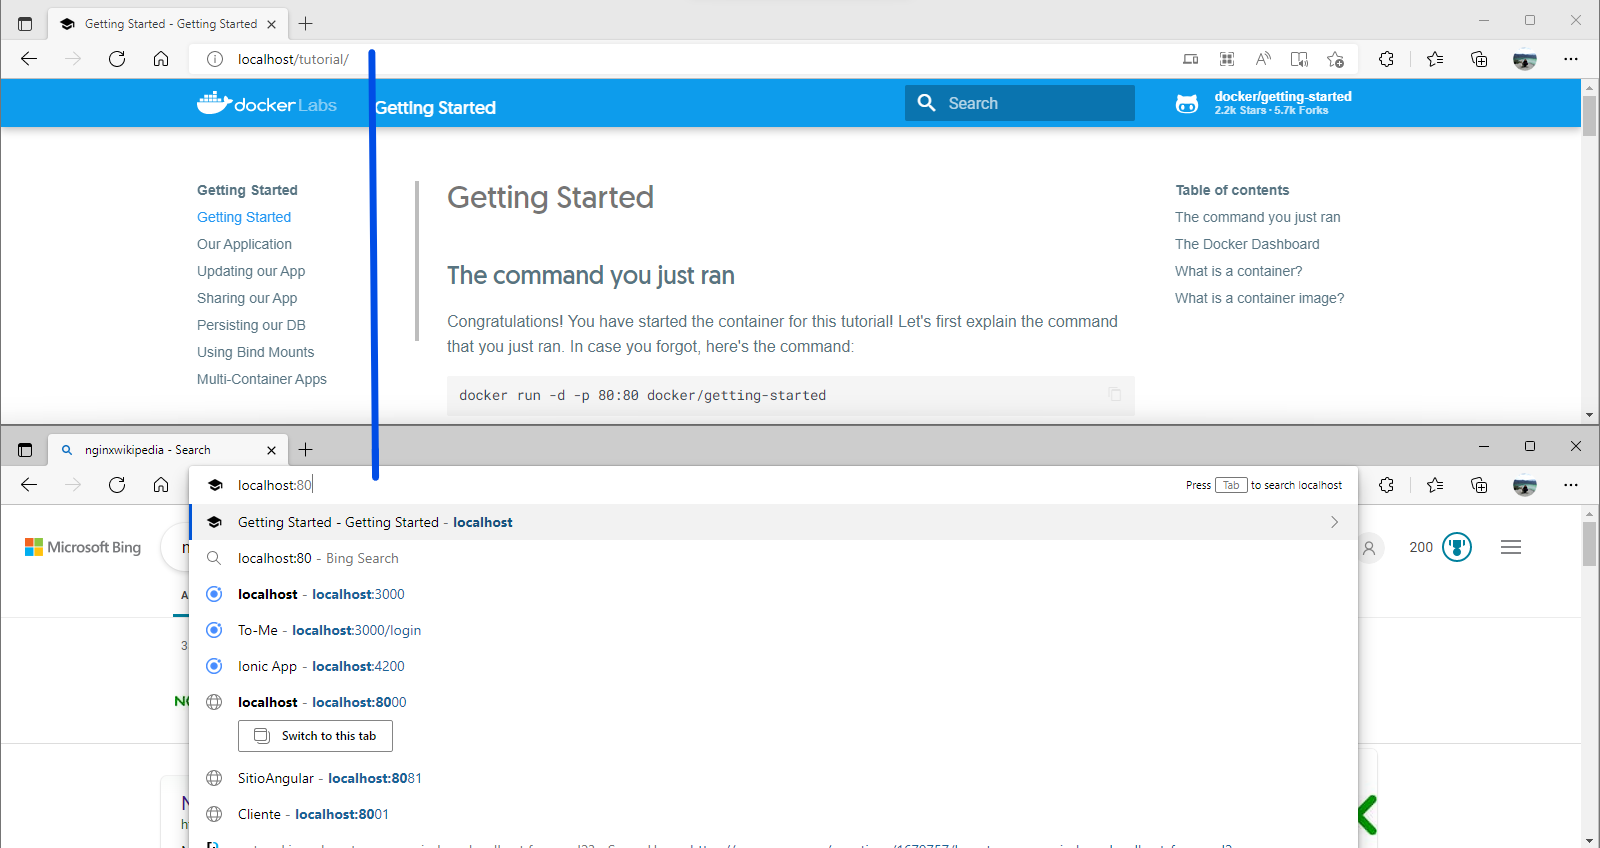 Getting Started - Getting Started
localhost/tutorial/
docker Labs
Getting Started
Search
docker/getting-started
2.2k Stars · 5.7k Forks
Getting Started
Getting Started
Our Application
Updating our App
Sharing our App
Persisting our DB
Using Bind Mounts
Multi-Container Apps
Getting Started
The command you just ran
Congratulations! You have started the container for this tutorial! Let's first explain the command
that you just ran. In case you forgot, here's the command:
docker run -d -p 80:80 docker/getting-started
Table of contents
The command you just ran
The Docker Dashboard
What is a container?
What is a container image?
nginxwikipedia - Search
localhost:80
Press Tab to search localhost
Microsoft Bing
200
Getting Started - Getting Started - localhost
localhost:80 - Bing Search
localhost - localhost:3000
To-Me - localhost:3000/login
Ionic App - localhost:4200
localhost - localhost:8000
Switch to this tab
SitioAngular - localhost:8081
Cliente - localhost:8001